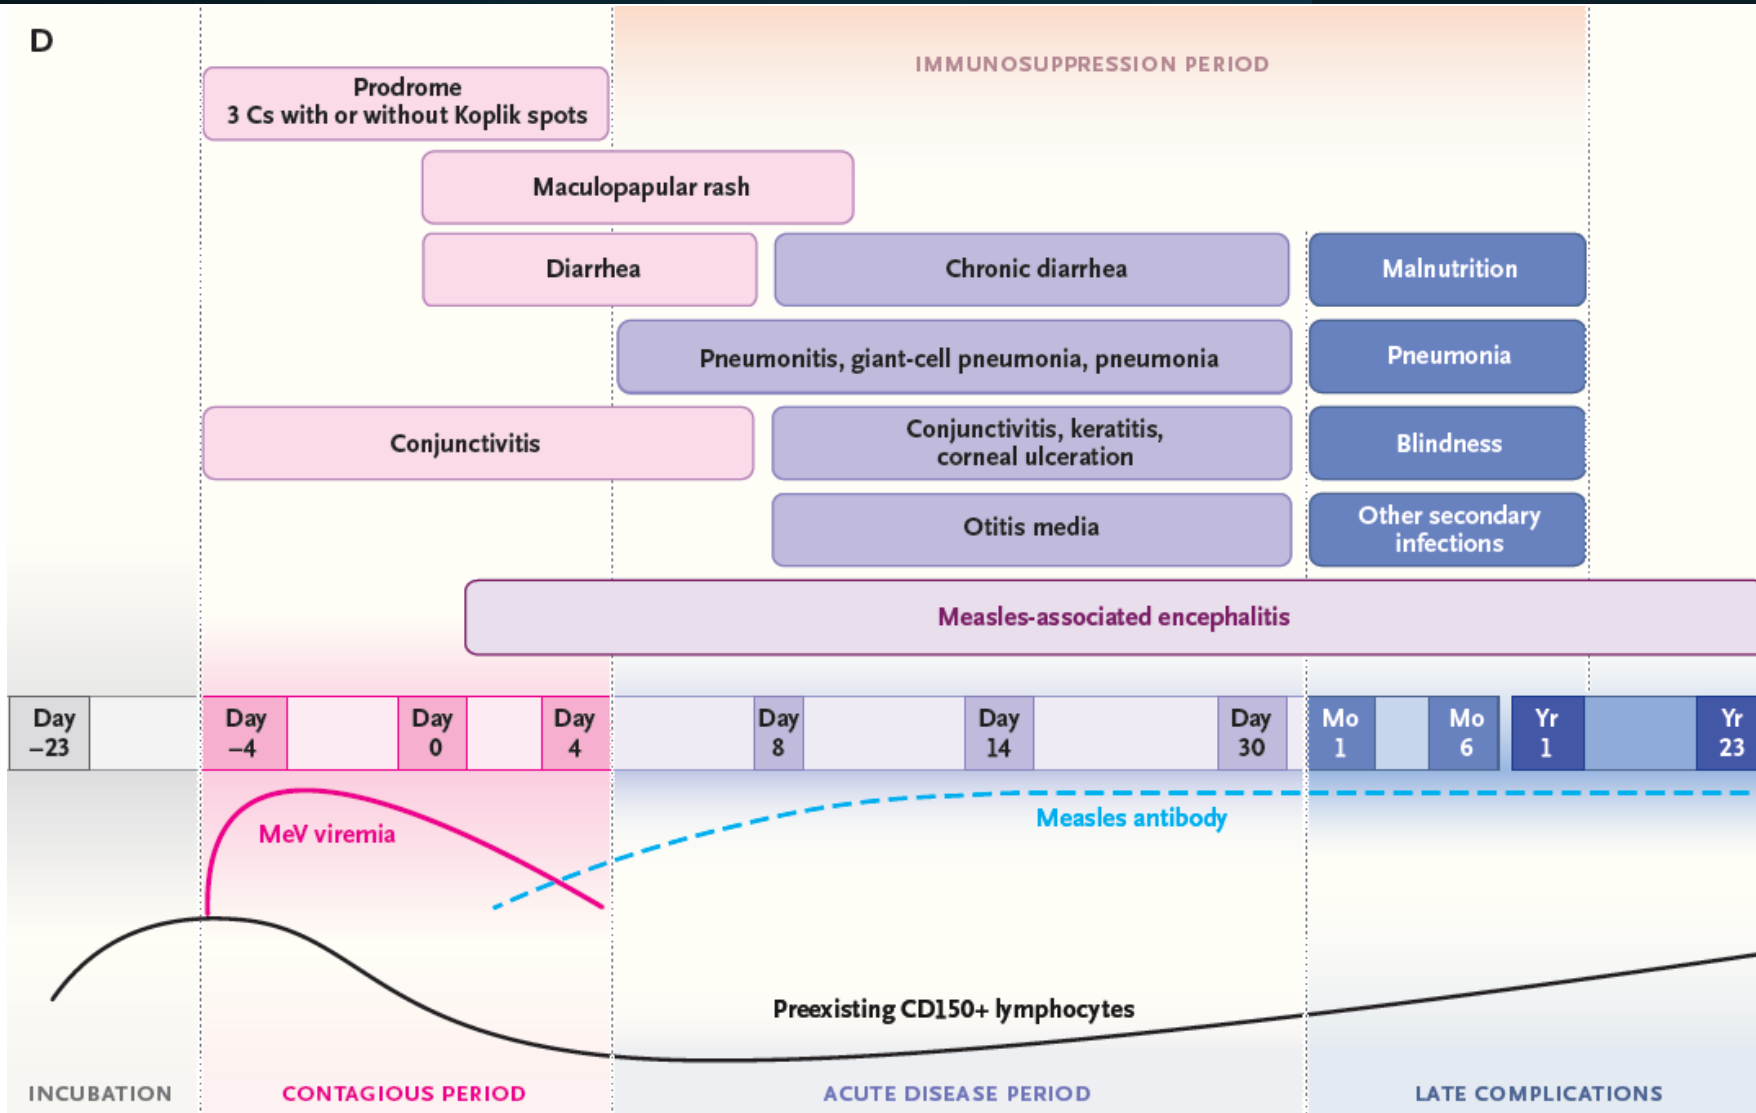 D
IMMUNOSUPPRESSION PERIOD
Prodrome
3 Cs with or without Koplik spots
Maculopapular rash
Diarrhea
Chronic diarrhea
Malnutrition
Pneumonitis, giant-cell pneumonia, pneumonia
Pneumonia
Conjunctivitis
Conjunctivitis, keratitis,
corneal ulceration
Blindness
Otitis media
Other secondary
infections
Measles-associated encephalitis
Day
–23
Day
–4
Day
0
Day
4
Day
8
Day
14
Day
30
Mo
1
Mo
6
Yr
1
Yr
23
MeV viremia
Measles antibody
Preexisting CD150+ lymphocytes
INCUBATION
CONTAGIOUS PERIOD
ACUTE DISEASE PERIOD
LATE COMPLICATIONS